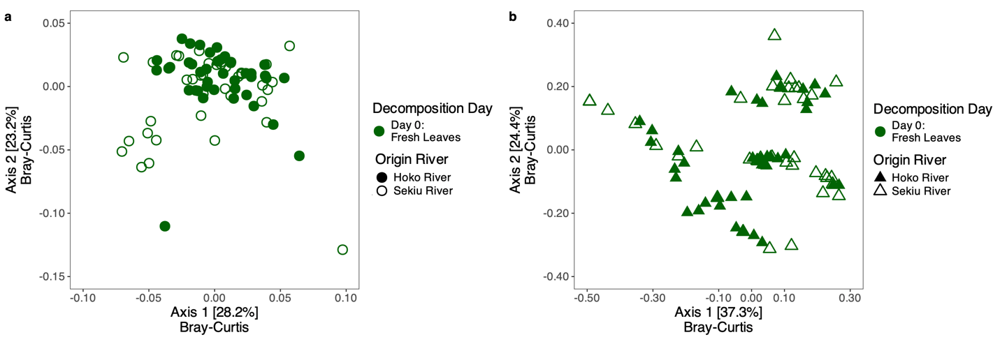 a
0.05
0.00
-0.05
-0.10
-0.15
Axis 2 [23.2%]
Bray-Curtis
-0.10
-0.05
0.00
0.05
0.10
Axis 1 [28.2%]
Bray-Curtis
Decomposition Day
Day 0:
Fresh Leaves
Origin River
Hoko River
Sekiu River
b
0.40
0.20
0.00
-0.20
-0.40
Axis 2 [24.4%]
Bray-Curtis
-0.50
-0.30
-0.10
0.00
0.10
0.30
Axis 1 [37.3%]
Bray-Curtis
Decomposition Day
Day 0:
Fresh Leaves
Origin River
Hoko River
Sekiu River